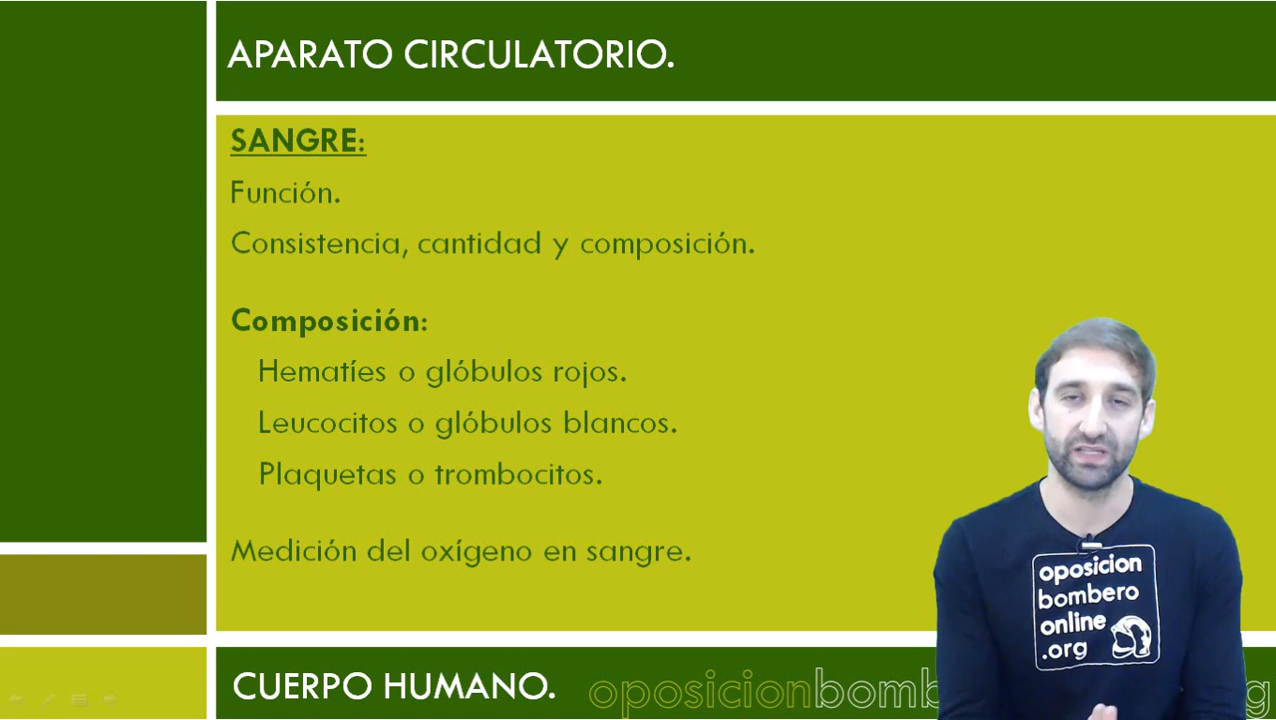 APARATO CIRCULATORIO.
SANGRE:
Función.
Consistencia, cantidad y composición.
Composición:
Hematíes o glóbulos rojos.
Leucocitos o glóbulos blancos.
Plaquetas o trombocitos.
Medición del oxígeno en sangre.
oposicion
bombero
online
.org
CUERPO HUMANO.
oposicionbomb